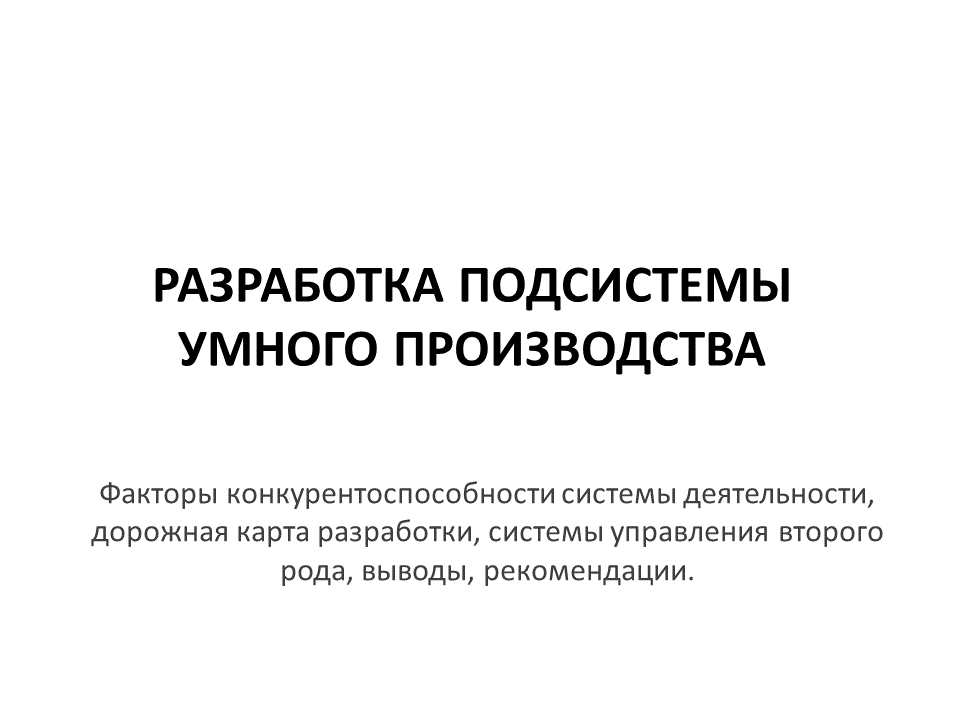 РАЗРАБОТКА ПОДСИСТЕМЫ
УМНОГО ПРОИЗВОДСТВА
Факторы конкурентоспособности системы деятельности,
дорожная карта разработки, системы управления второго
рода, выводы, рекомендации.